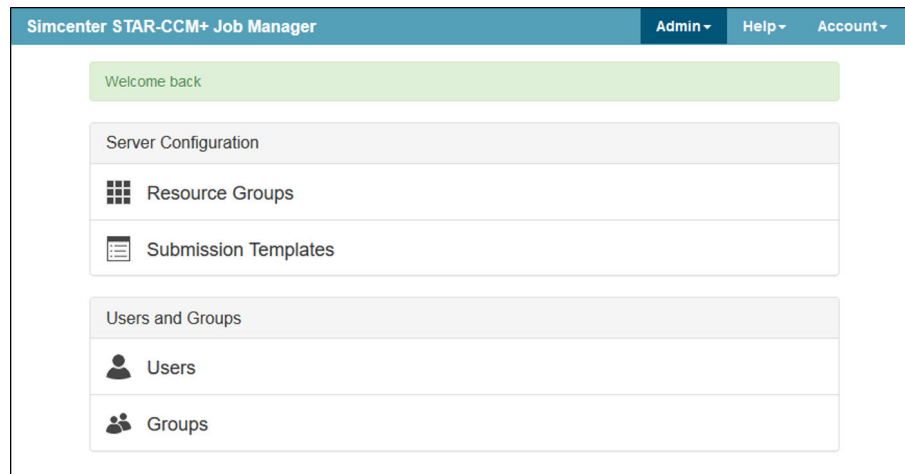 Simcenter STAR-CCM+ Job Manager Admin Help Account
Welcome back
Server Configuration
Resource Groups
Submission Templates
Users and Groups
Users
Groups